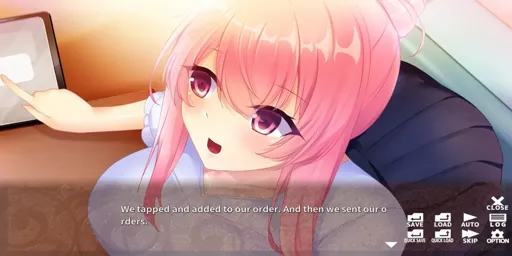 We tapped and added to our order. And then we sent our o
rders.
CLOSE
SAVE LOAD AUTO LOG
QUICK SAVE QUICK LOAD SKIP OPTION